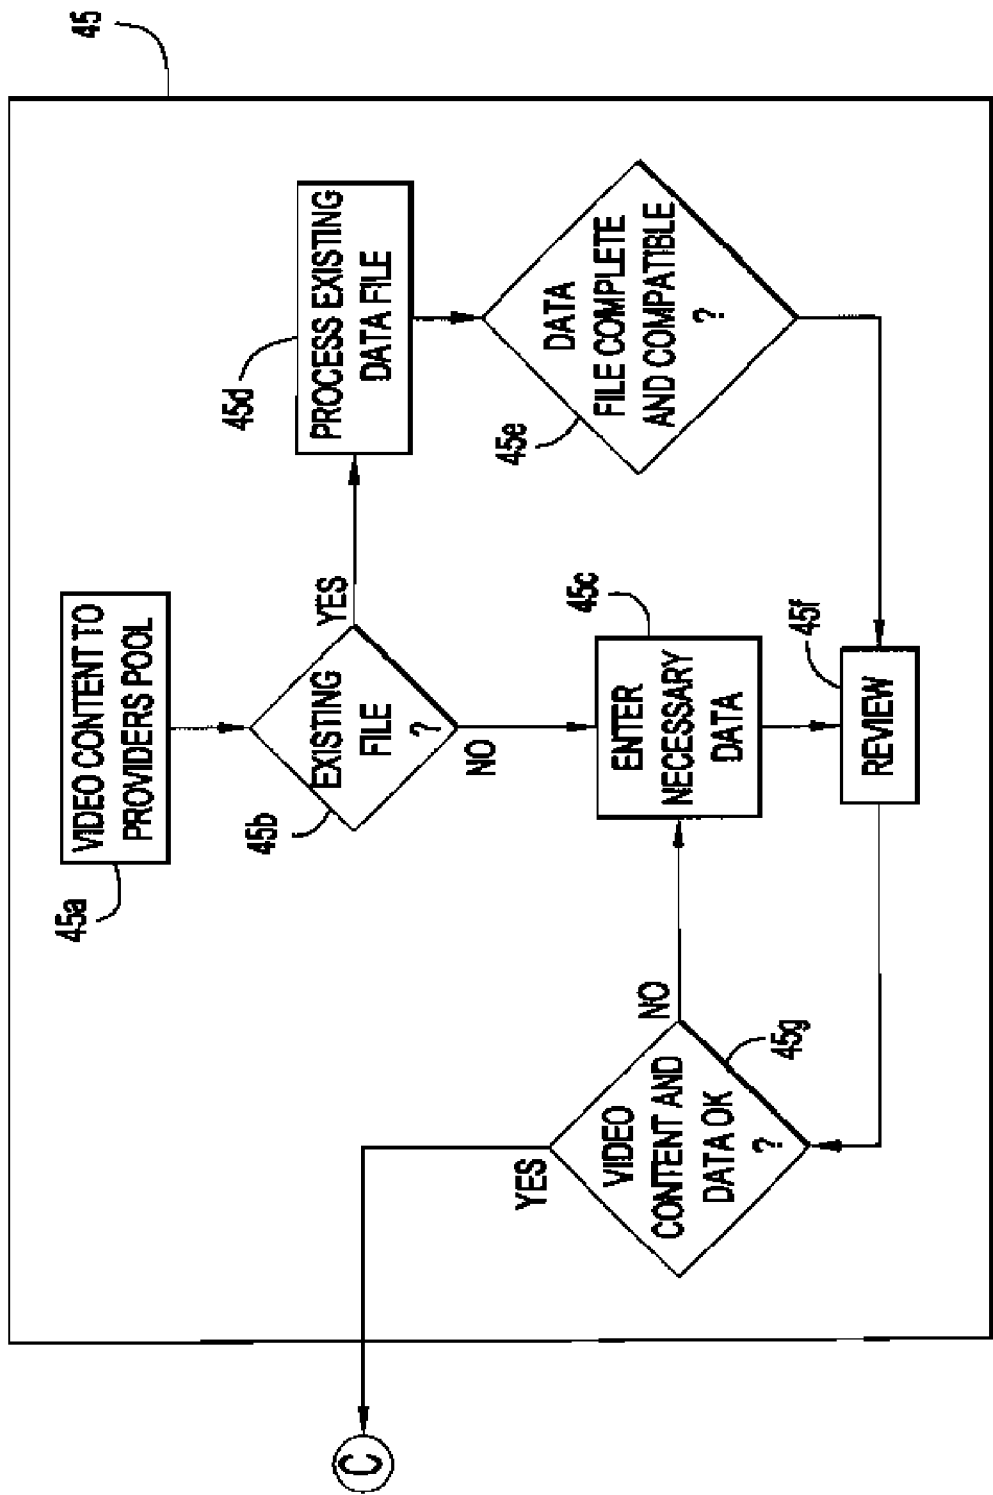 45
45a
VIDEO CONTENT TO
PROVIDERS POOL
45b
EXISTING
FILE
?
YES
NO
45d
PROCESS EXISTING
DATA FILE
45e
DATA
FILE COMPLETE
AND COMPATIBLE
?
45c
ENTER
NECESSARY
DATA
45f
REVIEW
45g
VIDEO
CONTENT AND
DATA OK
?
NO
YES
C